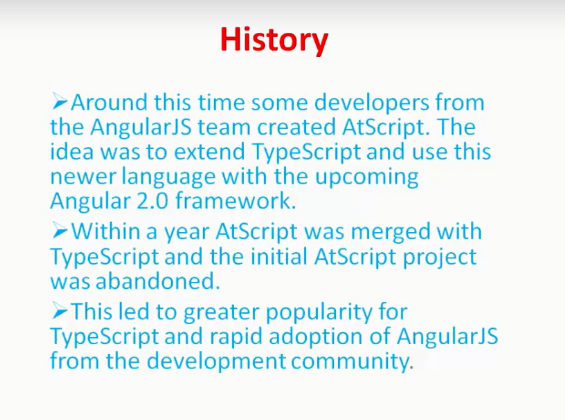 History
➢Around this time some developers from
the AngularJS team created AtScript. The
idea was to extend TypeScript and use this
newer language with the upcoming
Angular 2.0 framework.
➢Within a year AtScript was merged with
TypeScript and the initial AtScript project
was abandoned.
➢This led to greater popularity for
TypeScript and rapid adoption of AngularJS
from the development community.